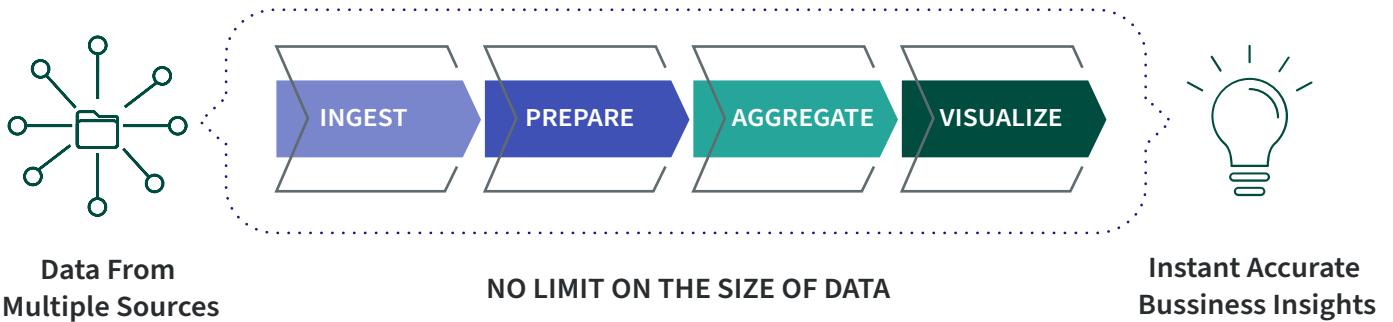 INGEST
PREPARE
AGGREGATE
VISUALIZE
Data From
Multiple Sources
NO LIMIT ON THE SIZE OF DATA
Instant Accurate
Bussiness Insights